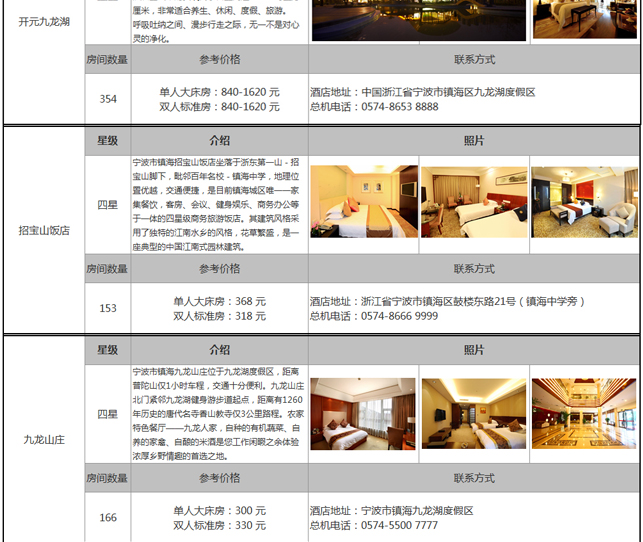 厘米，非常适合养生、休闲、度假、旅游。
呼吸吐纳之间、漫步行走之际，无一不是对心
灵的净化。
开元九龙湖
房间数量 参考价格 联系方式
354
单人大床房：840-1620 元
双人标准房：840-1620 元
酒店地址：中国浙江省宁波市镇海区九龙湖度假区
总机电话：0574-8653 8888
星级 介绍 照片
招宝山饭店
四星
宁波市镇海招宝山饭店坐落于浙东第一山－招
宝山脚下，毗邻百年名校－镇海中学，地理位
置优越，交通便捷，是目前镇海城区唯一一家
集餐饮，客房、会议、健身娱乐、商务办公等
于一体的四星级商务旅游饭店。其建筑风格采
用了独特的江南水乡的风格，花草繁盛，是一
座典型的中国江南式园林建筑。
房间数量 参考价格 联系方式
153
单人大床房：368 元
双人标准房：318 元
酒店地址：浙江省宁波市镇海区鼓楼东路21号（镇海中学旁）
总机电话：0574-8666 9999
星级 介绍 照片
九龙山庄
四星
宁波市镇海九龙山庄位于九龙湖度假区，距离
普陀山仅1小时车程，交通十分便利。九龙山庄
北门紧邻九龙湖健身游步道起点，距离有1260
年历史的唐代名寺香山教寺仅3公里路程。农家
特色餐厅——九龙人家，自种的有机蔬菜、自
养的家禽、自酿的米酒是您工作闲暇之余体验
浓厚乡野情趣的首选之地。
房间数量 参考价格 联系方式
166
单人大床房：300 元
双人标准房：330 元
酒店地址：宁波市镇海九龙湖度假区
总机电话：0574-5500 7777